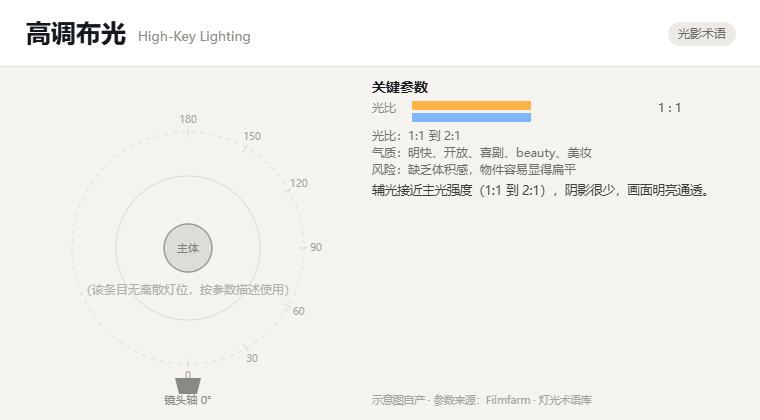 高调布光 High-Key Lighting
光影术语
关键参数
光比 1 : 1
光比：1:1 到 2:1
气质：明快、开放、喜剧、beauty、美妆
风险：缺乏体积感，物件容易显得扁平
辅光接近主光强度（1:1 到 2:1），阴影很少，画面明亮通透。
180
150
120
90
主体
(该条目无离散灯位，按参数描述使用)
60
30
0
镜头轴 0°
示意图自产 · 参数来源：Filmfarm · 灯光术语库